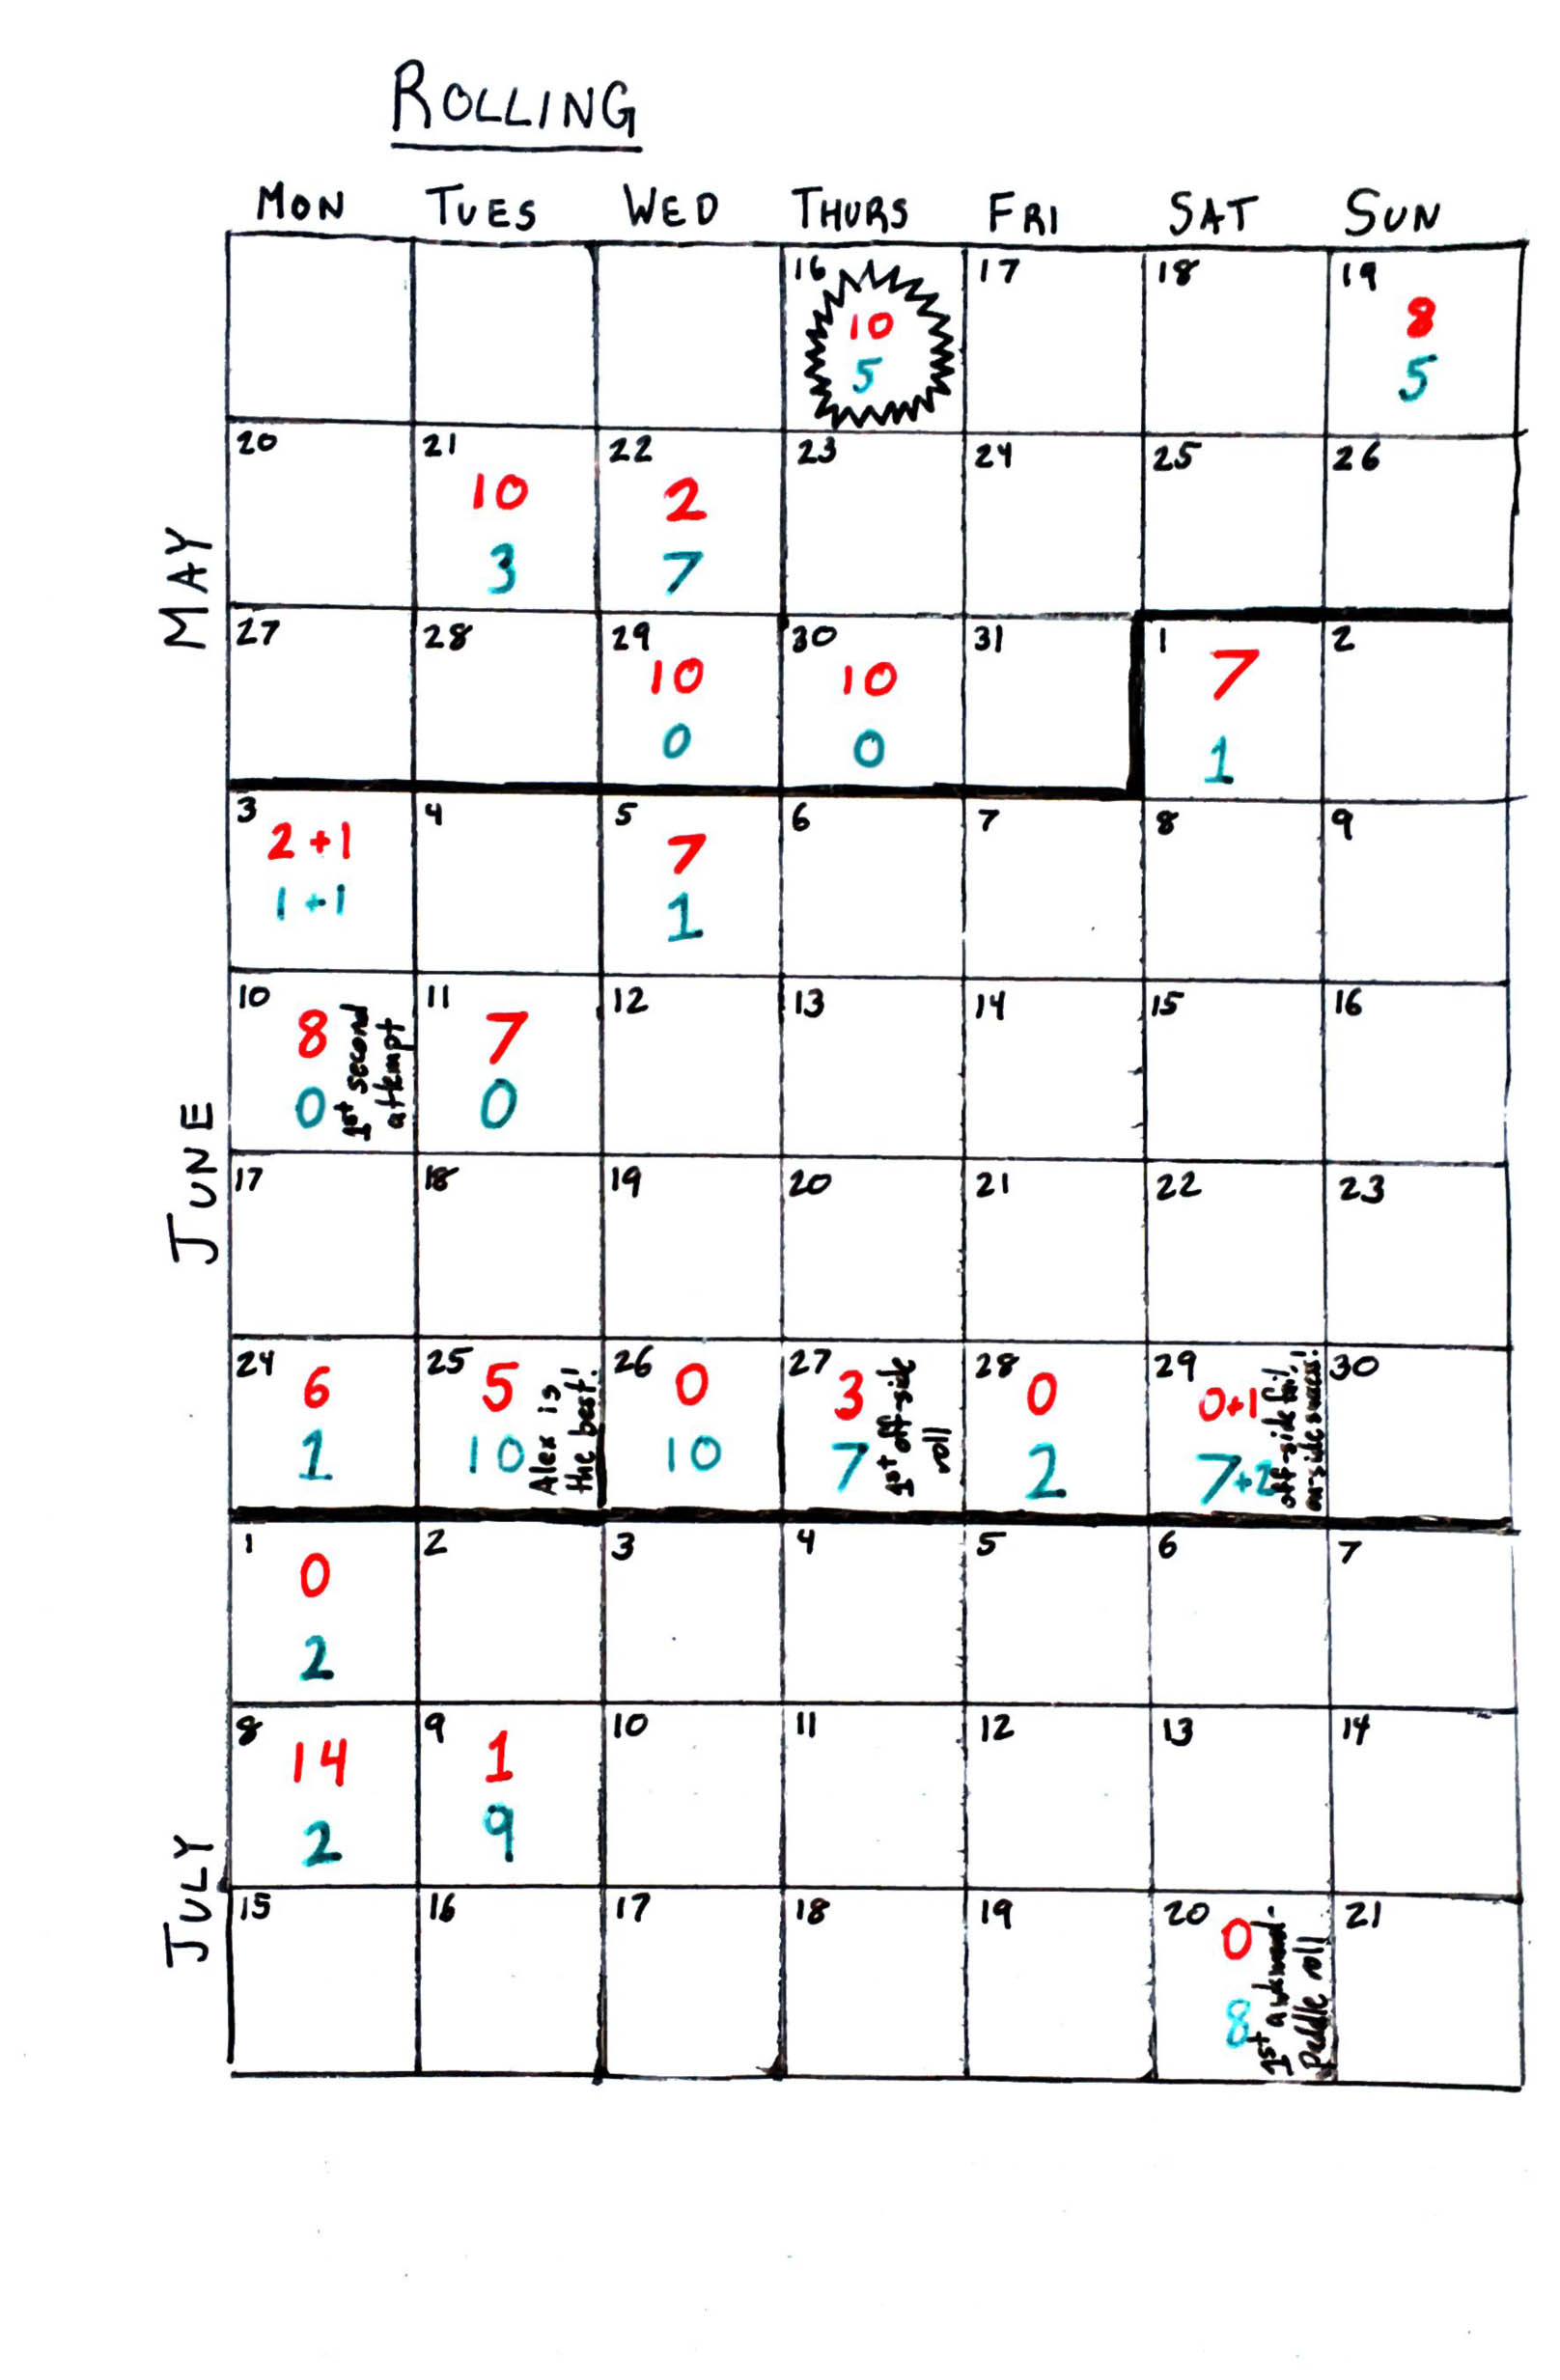 ROLLING
MON TUES WED THURS FRI SAT SUN
MAY
16 17 18 19
10 8
5 5
20 21 22 23 24 25 26
10 2
3 7
27 28 29 30 31 1 2
10 10 7
0 0 1
JUNE
3 4 5 6 7 8 9
2+1 7
1+1 1
10 11 12 13 14 15 16
8 7
0 0
1st second
attempt
17 18 19 20 21 22 23
24 25 26 27 28 29 30
6 5 0 3 0 0+1
1 10 10 7 2 7+2
Alex is
the best!
1st off-side
roll
off-side fail,
on-side success!
JULY
1 2 3 4 5 6 7
0
2
8 9 10 11 12 13 14
14 1
2 9
15 16 17 18 19 20 21
0
8
1st awkward-
Paddle roll